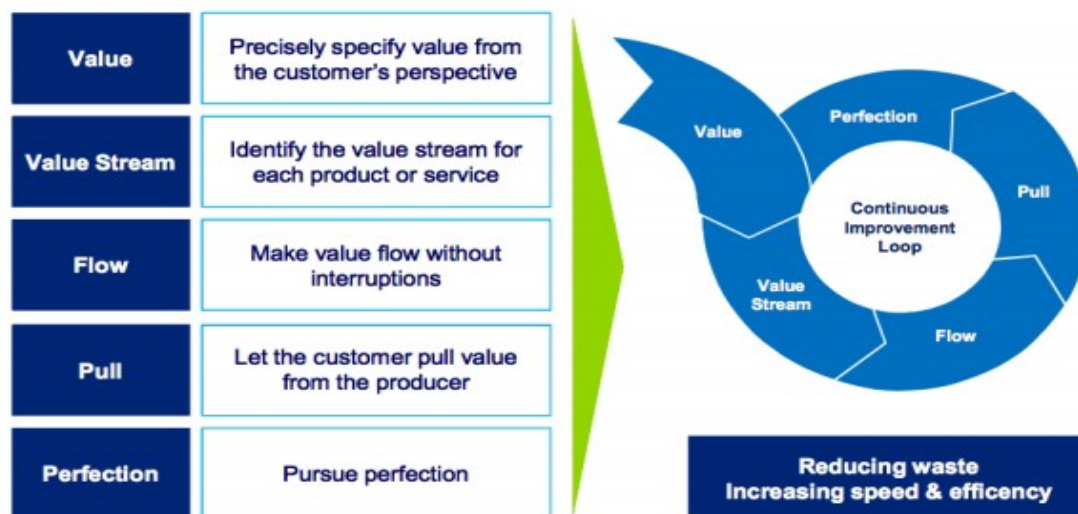 Value
Precisely specify value from
the customer's perspective
Value Stream
Identify the value stream for
each product or service
Flow
Make value flow without
interruptions
Pull
Let the customer pull value
from the producer
Perfection
Pursue perfection
Value
Perfection
Pull
Continuous
Improvement
Loop
Value
Stream
Flow
Reducing waste
Increasing speed & efficency